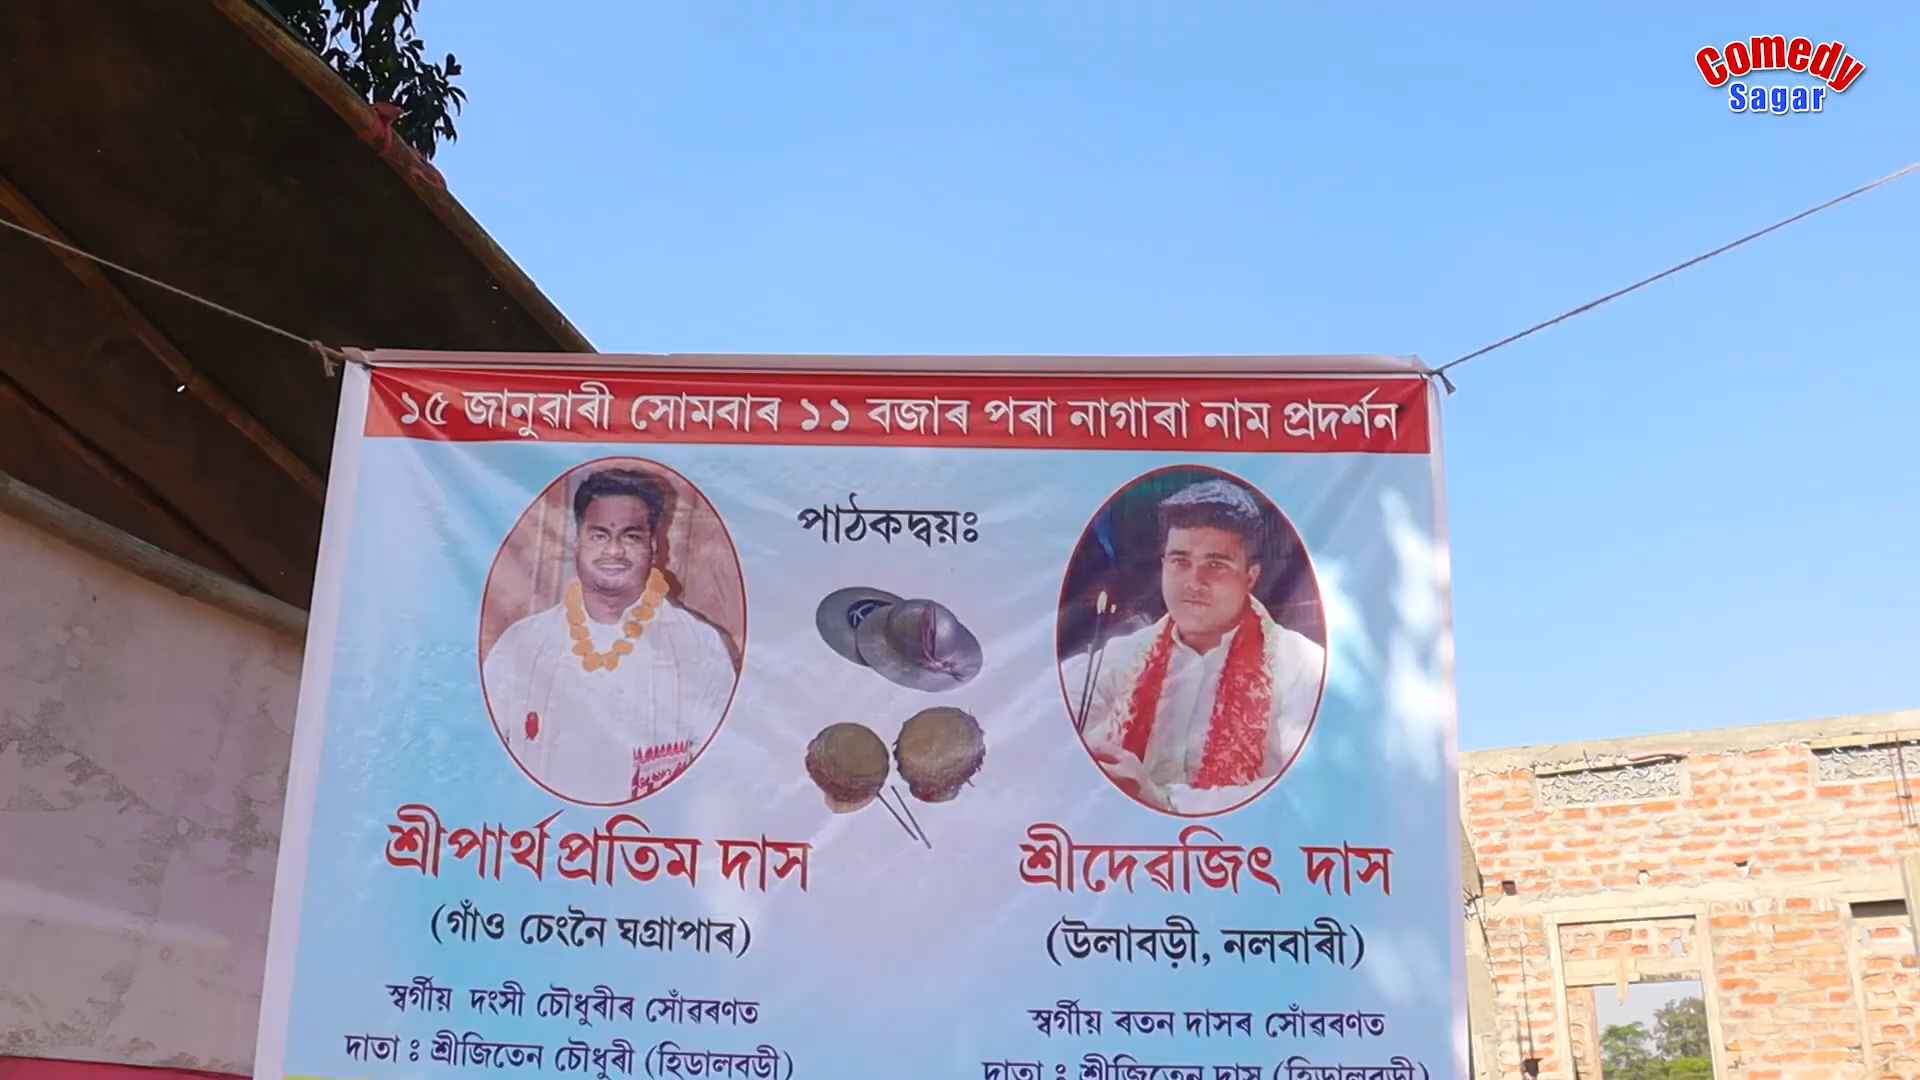 Comedy
Sagar
১৫ জানুৱাৰী সোমবাৰ ১১ বজাৰ পৰা নাগাৰা নাম প্ৰদৰ্শন
পাঠকদ্বয়ঃ
শ্ৰীপাৰ্থপ্ৰতিম দাস
(গাঁও চেংনৈ ঘগ্ৰাপাৰ)
স্বৰ্গীয় দংসী চৌধুৰীৰ সোঁৱৰণত
দাতা : শ্ৰীজিতেন চৌধুৰী (হিডালবডী)
শ্ৰীদেৱজিৎ দাস
(উলাবড়ী, নলবাৰী)
স্বৰ্গীয় ৰতন দাসৰ সোঁৱৰণত
দাতা : শ্ৰীজিতেন দাস (হিডালবডী)